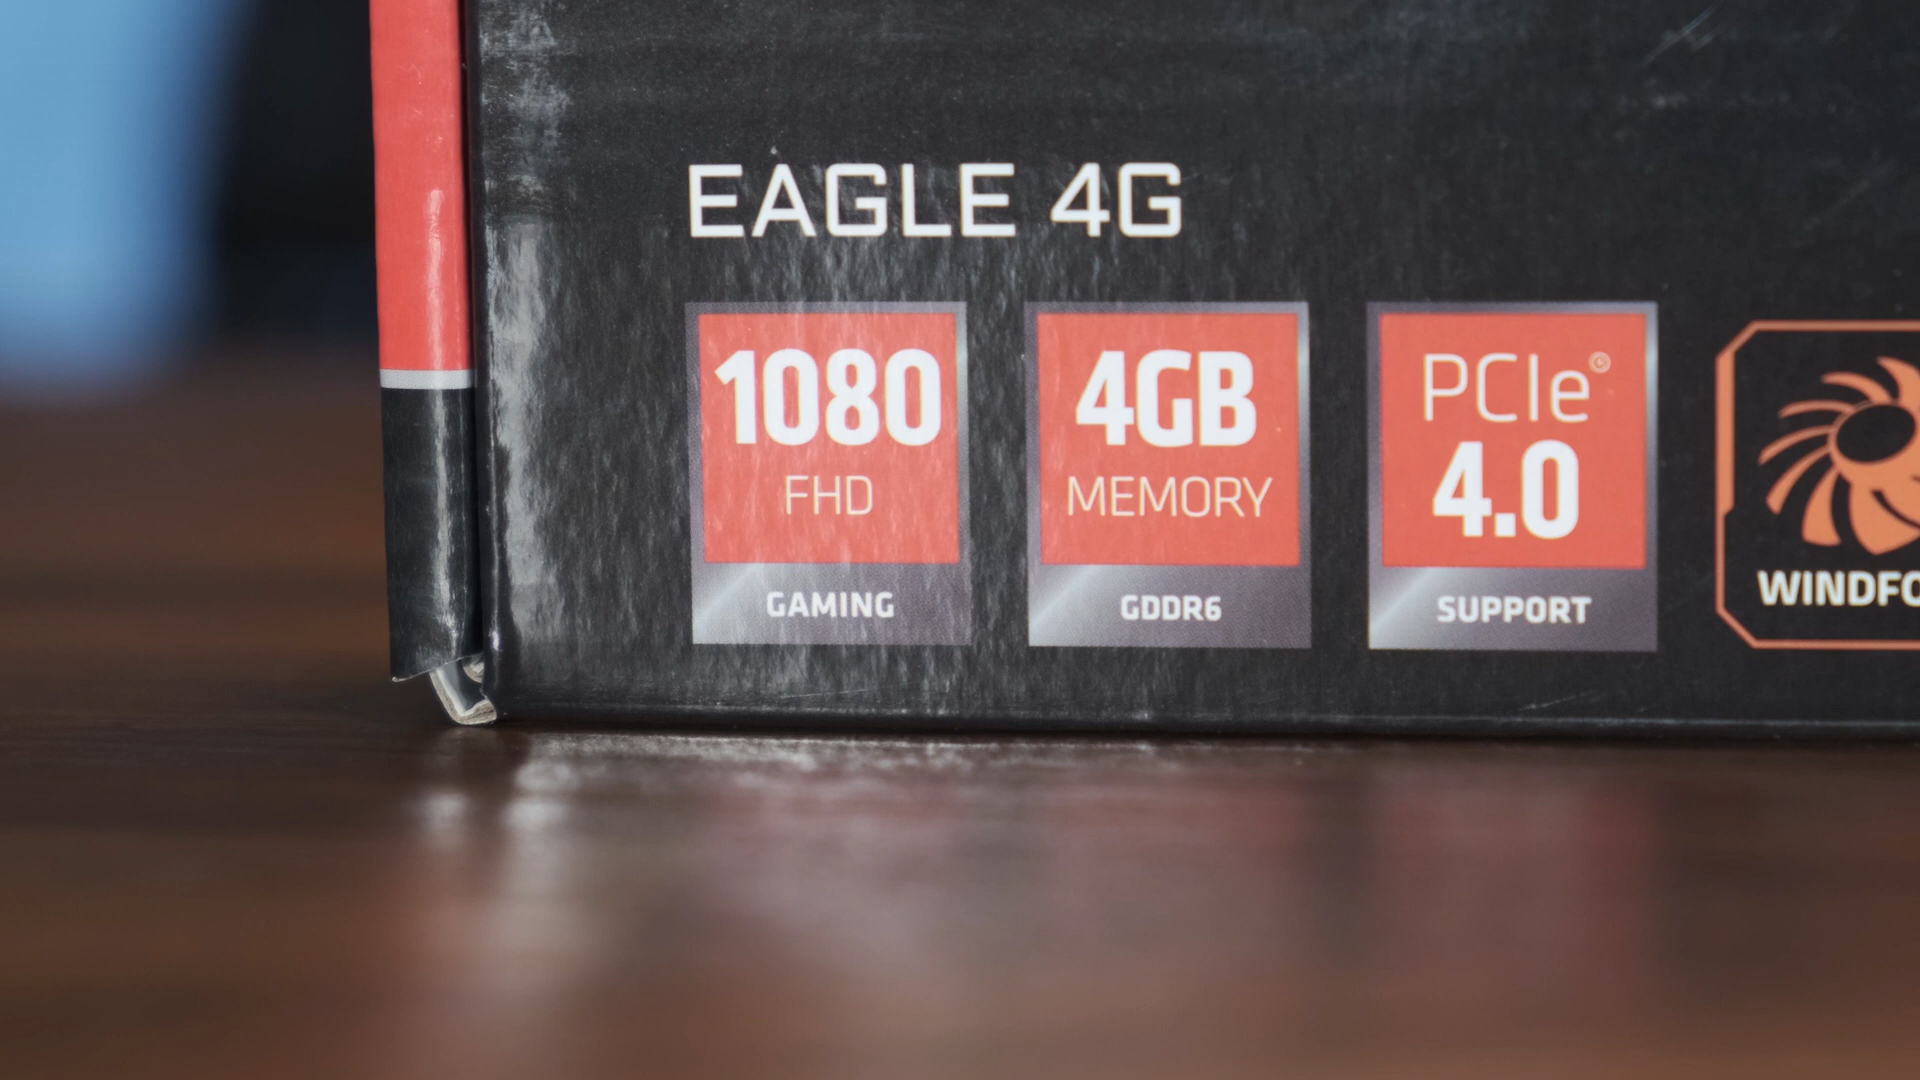 EAGLE 4G
1080
FHD
GAMING
4GB
MEMORY
GDDR6
PCIe®
4.0
SUPPORT
WINDFO